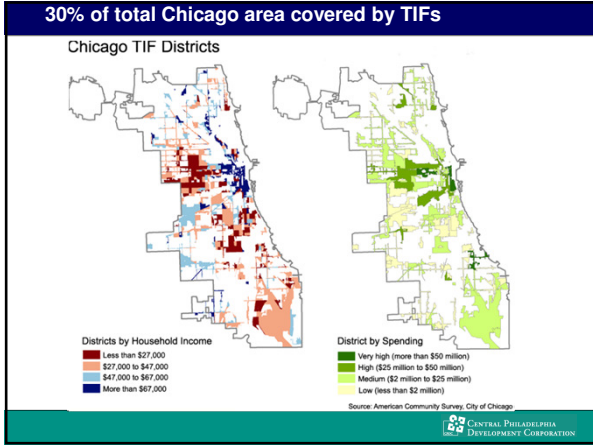 30% of total Chicago area covered by TIFs
Chicago TIF Districts
Districts by Household Income
Less than $27,000
$27,000 to $47,000
$47,000 to $67,000
More than $67,000
District by Spending
Very high (more than $50 million)
High ($25 million to $50 million)
Medium ($2 million to $25 million)
Low (less than $2 million)
Source: American Community Survey, City of Chicago
CENTRAL PHILADELPHIA
DEVELOPMENT CORPORATION